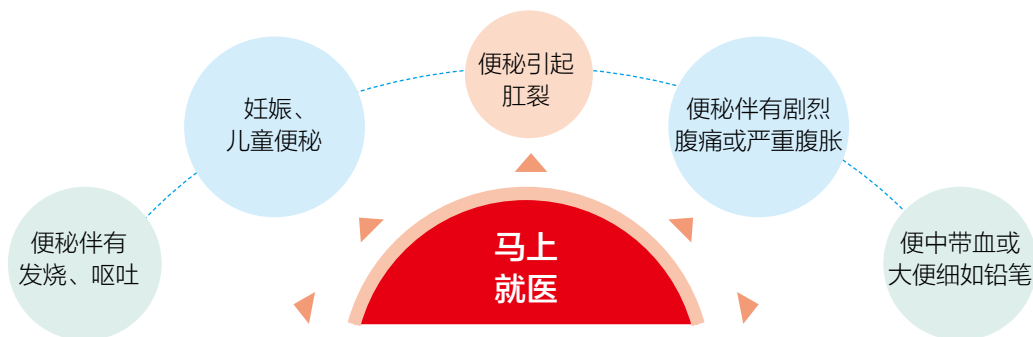 便秘伴有
发烧、呕吐
妊娠、
儿童便秘
便秘引起
肛裂
便秘伴有剧烈
腹痛或严重腹胀
便中带血或
大便细如铅笔
马上
就医